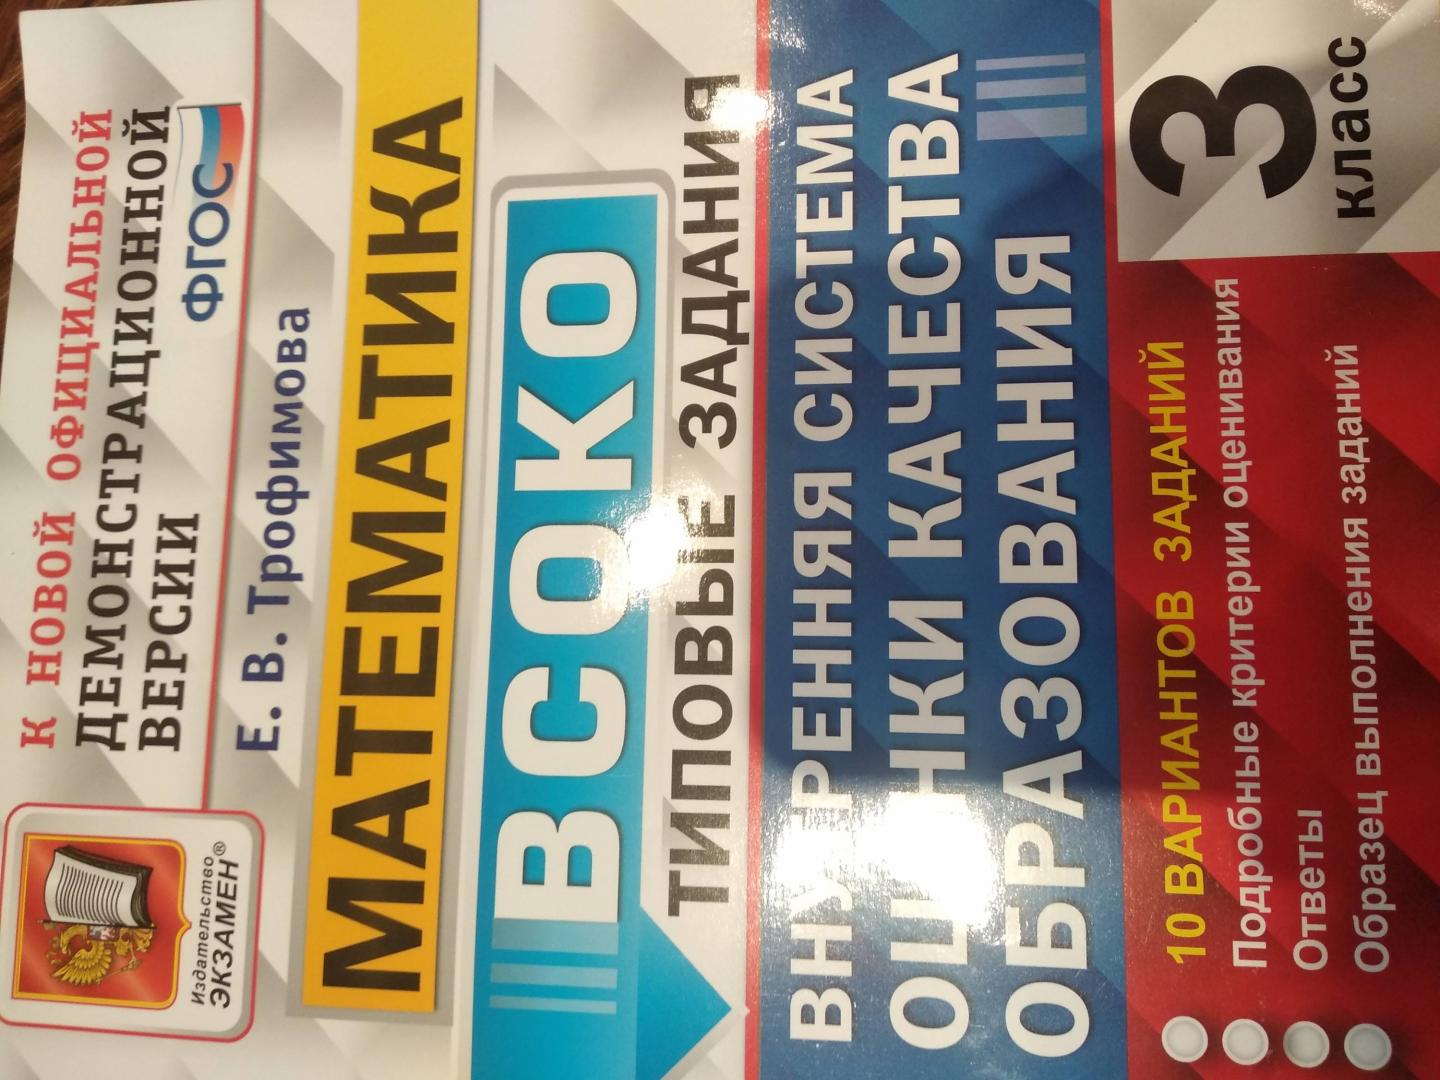 К НОВОЙ ОФИЦИАЛЬНОЙ
ДЕМОНСТРАЦИОННОЙ
ВЕРСИИ
ФГОС
Издательство
ЭКЗАМЕН®
Е. В. Трофимова
МАТЕМАТИКА
ВСОКО
ТИПОВЫЕ ЗАДАНИЯ
ВНУТРЕННЯЯ СИСТЕМА
ОЦЕНКИ КАЧЕСТВА
ОБРАЗОВАНИЯ
10 ВАРИАНТОВ ЗАДАНИЙ
Подробные критерии оценивания
Ответы
Образец выполнения заданий
3
класс